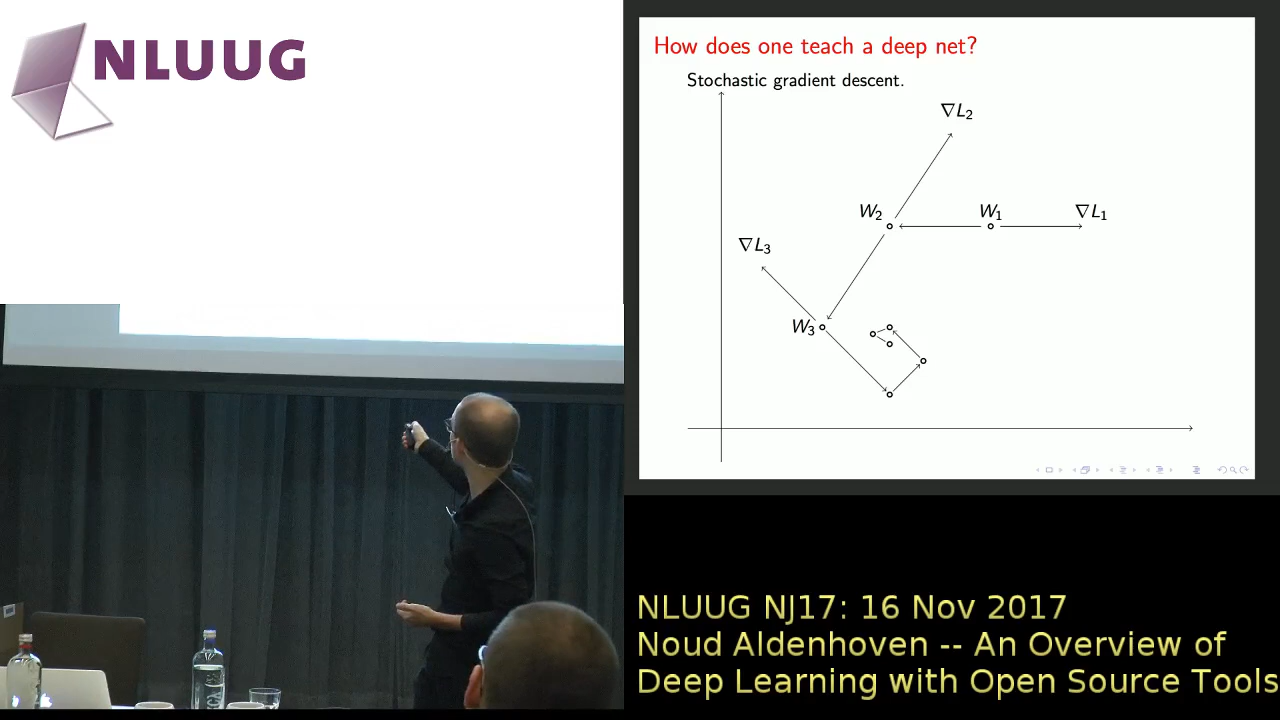 NLUUG
How does one teach a deep net?
Stochastic gradient descent.
∇L2
W2
W1
∇L1
∇L3
W3
NLUUG NJ17: 16 Nov 2017
Noud Aldenhoven -- An Overview of
Deep Learning with Open Source Tools